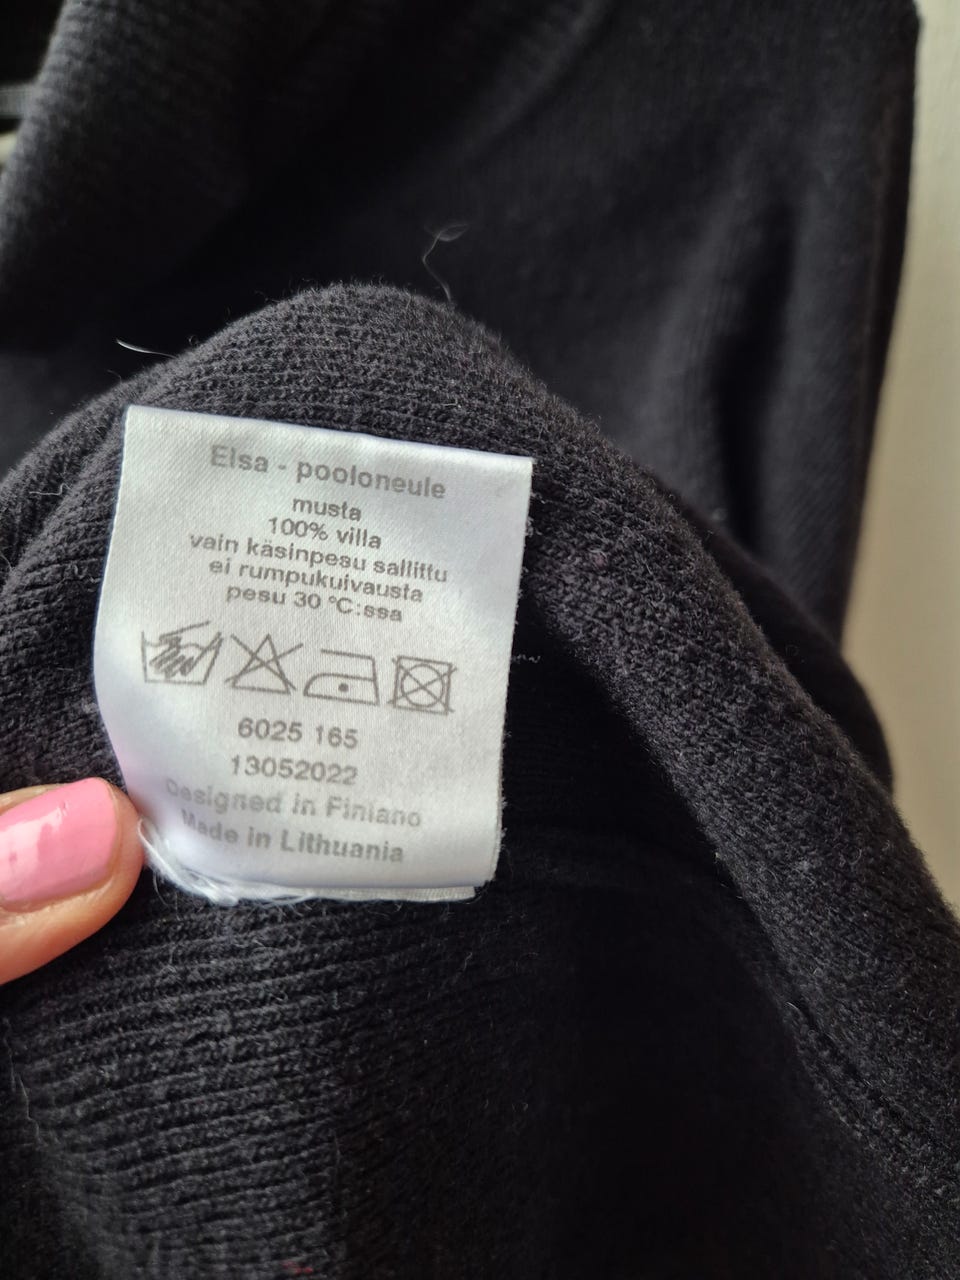 Elsa - pooloneule
musta
100% villa
vain käsinpesu sallittu
ei rumpukuivausta
pesu 30 °C:ssa
6025 165
13052022
Designed in Finland
Made in Lithuania